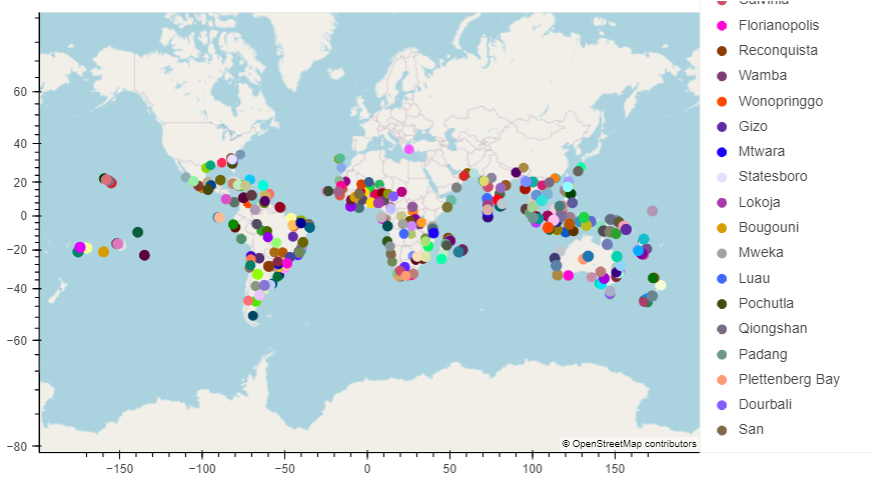 Calvinia
Florianopolis
Reconquista
Wamba
Wonopringgo
Gizo
Mtwara
Statesboro
Lokoja
Bougouni
Mweka
Luau
Pochutla
Qiongshan
Padang
Plettenberg Bay
Dourbali
San
60
40
20
0
−20
−40
−60
−80
© OpenStreetMap contributors
−150 −100 −50 0 50 100 150